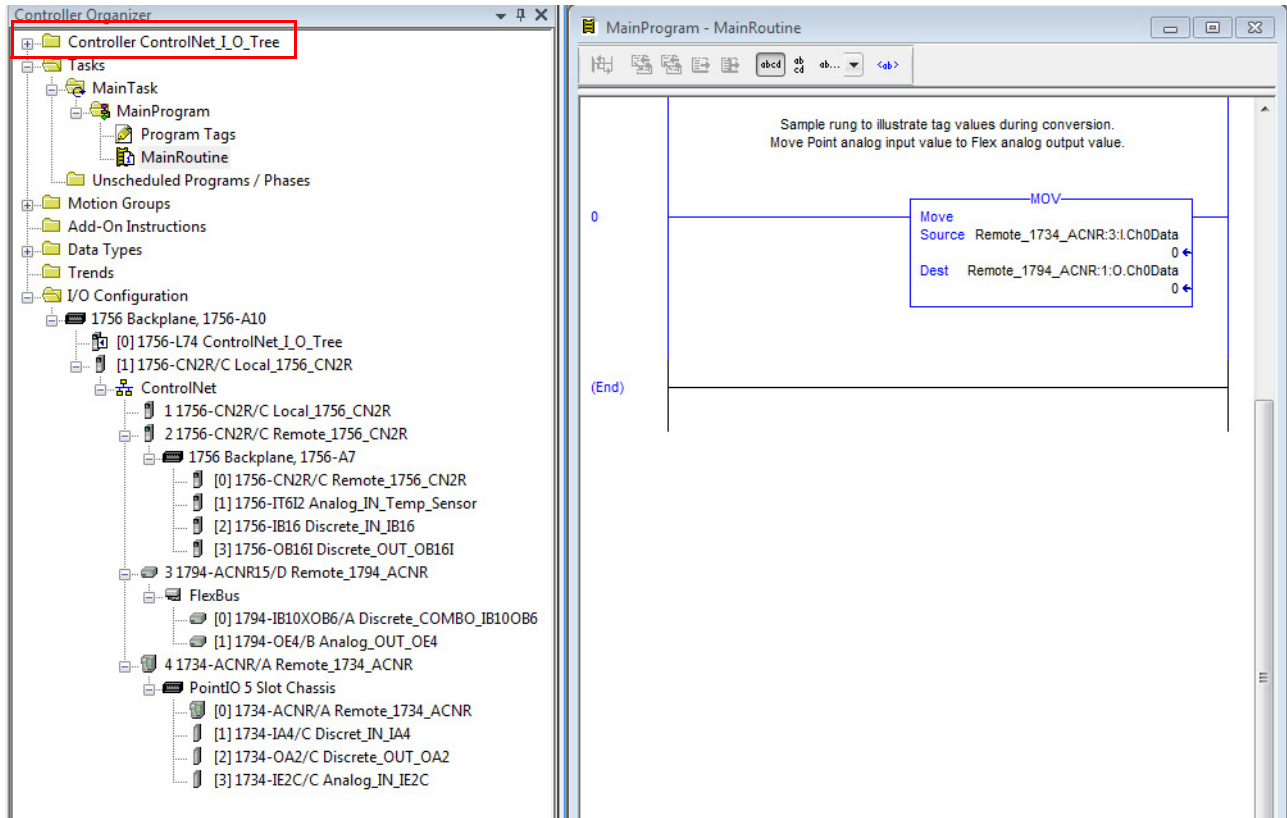 Controller Organizer
Controller ControlNet_I_O_Tree
Tasks
MainTask
MainProgram
Program Tags
MainRoutine
Unscheduled Programs / Phases
Motion Groups
Add-On Instructions
Data Types
Trends
I/O Configuration
1756 Backplane, 1756-A10
[0] 1756-L74 ControlNet_I_O_Tree
[1] 1756-CN2R/C Local_1756_CN2R
ControlNet
1 1756-CN2R/C Local_1756_CN2R
2 1756-CN2R/C Remote_1756_CN2R
1756 Backplane, 1756-A7
[0] 1756-CN2R/C Remote_1756_CN2R
[1] 1756-IT6I2 Analog_IN_Temp_Sensor
[2] 1756-IB16 Discrete_IN_IB16
[3] 1756-OB16I Discrete_OUT_OB16I
3 1794-ACNR15/D Remote_1794_ACNR
FlexBus
[0] 1794-IB10XOB6/A Discrete_COMBO_IB10OB6
[1] 1794-OE4/B Analog_OUT_OE4
4 1734-ACNR/A Remote_1734_ACNR
PointIO 5 Slot Chassis
[0] 1734-ACNR/A Remote_1734_ACNR
[1] 1734-IA4/C Discret_IN_IA4
[2] 1734-OA2/C Discrete_OUT_OA2
[3] 1734-IE2C/C Analog_IN_IE2C
MainProgram - MainRoutine
abcd ab cd ab... <ab>
Sample rung to illustrate tag values during conversion.
Move Point analog input value to Flex analog output value.
0
MOV
Move
Source Remote_1734_ACNR:3:I.Ch0Data
0
Dest Remote_1794_ACNR:1:O.Ch0Data
0
(End)